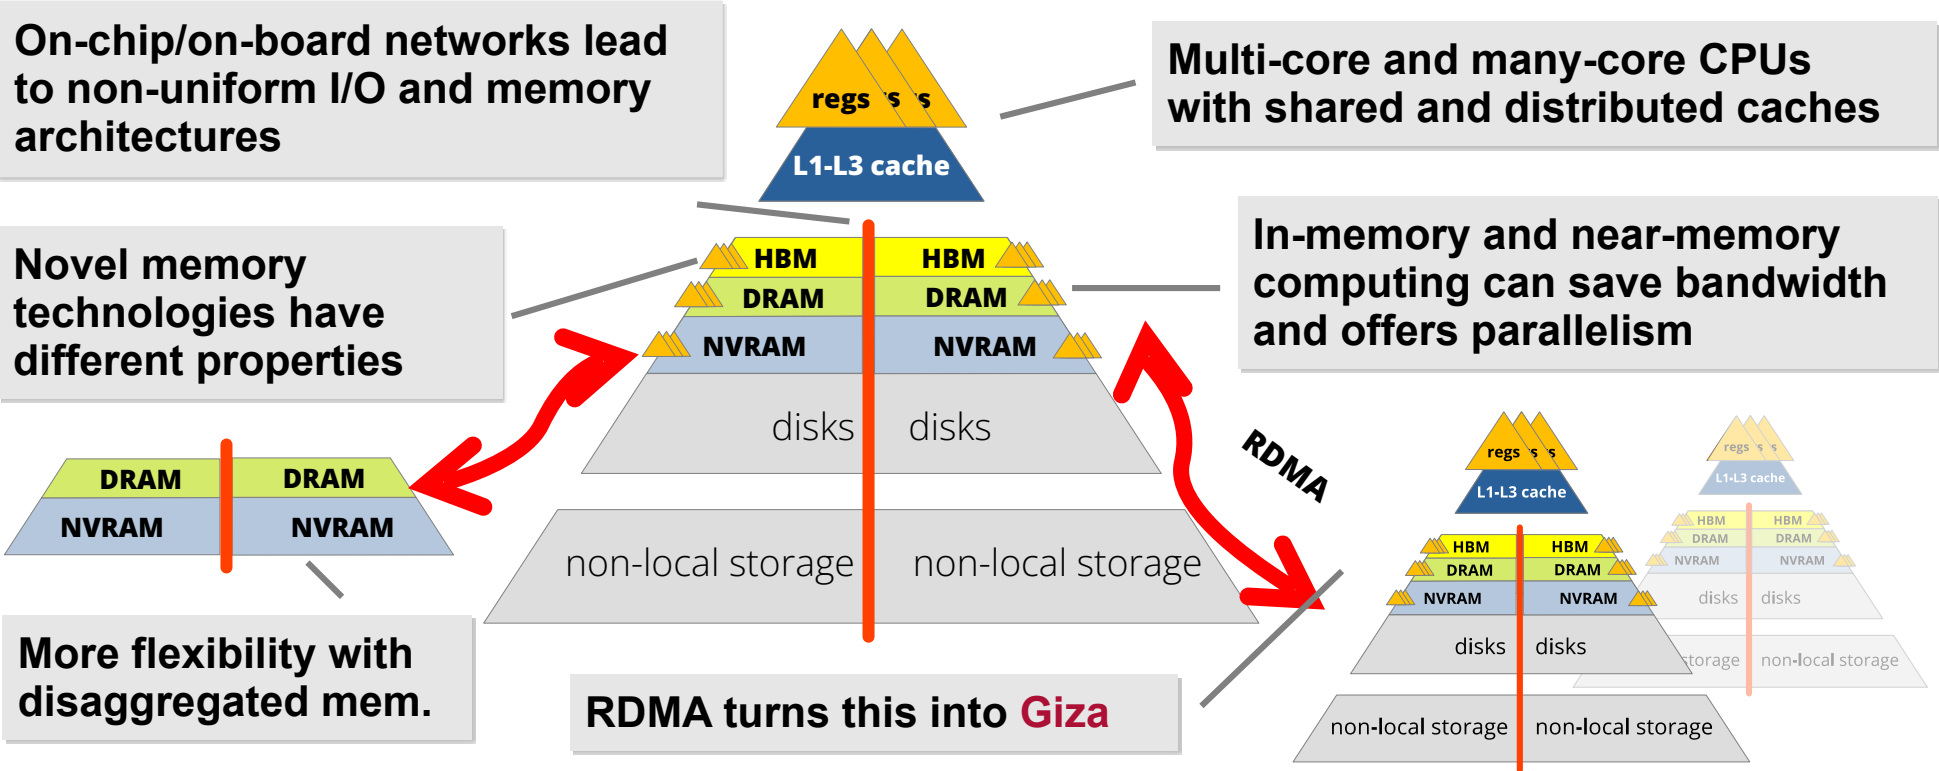 On-chip/on-board networks lead
to non-uniform I/O and memory
architectures
Multi-core and many-core CPUs
with shared and distributed caches
regs s s
L1-L3 cache
Novel memory
technologies have
different properties
In-memory and near-memory
computing can save bandwidth
and offers parallelism
HBM HBM
DRAM DRAM
NVRAM NVRAM
disks disks
non-local storage non-local storage
DRAM DRAM
NVRAM NVRAM
More flexibility with
disaggregated mem.
RDMA
RDMA turns this into Giza
regs s s
L1-L3 cache
HBM HBM
DRAM DRAM
NVRAM NVRAM
disks disks
non-local storage non-local storage
regs s s
L1-L3 cache
HBM HBM
DRAM DRAM
NVRAM NVRAM
disks disks
storage non-local storage